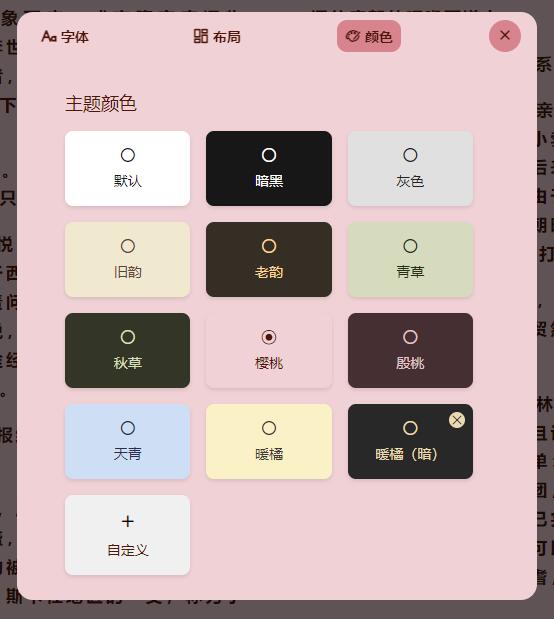 字体 布局 颜色
主题颜色
默认 暗黑 灰色
旧韵 老韵 青草
秋草 樱桃 殷桃
天青 暖橘 暖橘（暗）
自定义